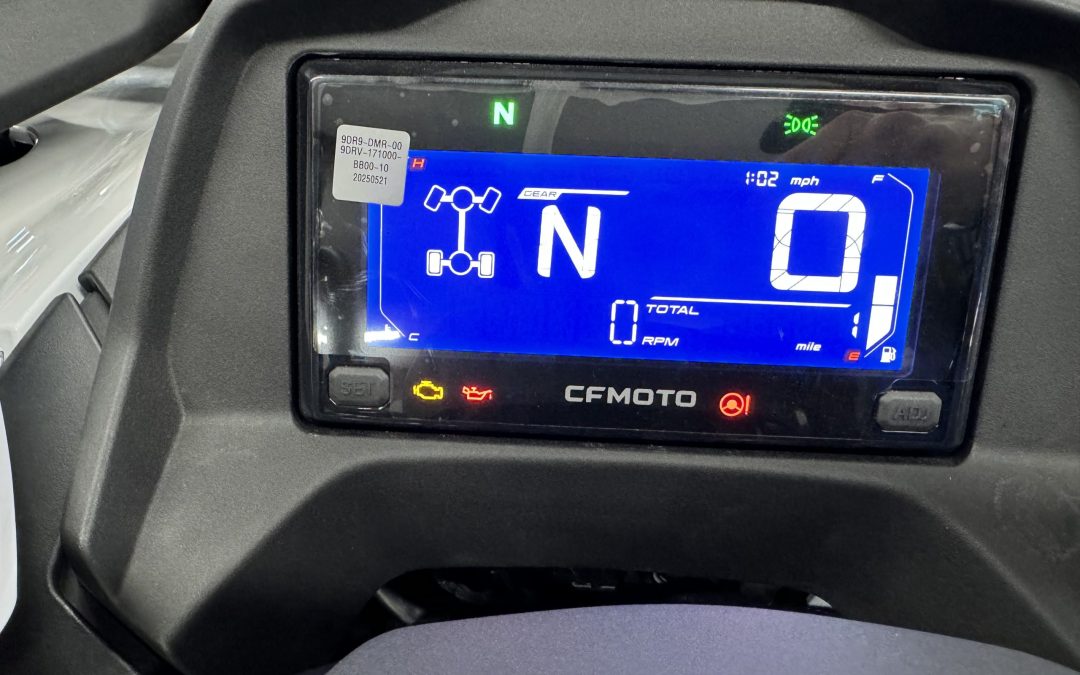 N
9DR9-DMR-00
9DRV-171000-
BB00-10
20250521
H
GEAR
N
1:02 mph
F
0
0
TOTAL
RPM
1
mile
E
C
SET
CFMOTO
ADJ